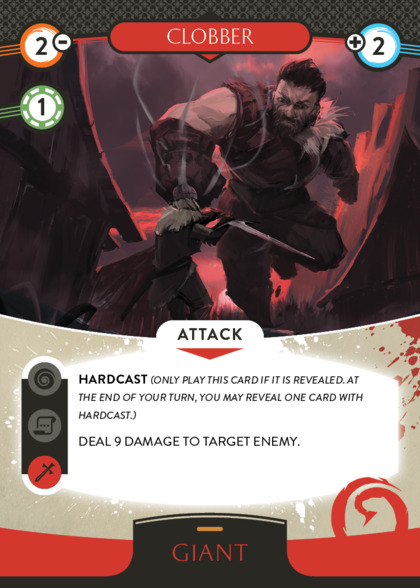 CLOBBER
2 -
+ 2
1
ATTACK
HARDCAST (ONLY PLAY THIS CARD IF IT IS REVEALED. AT
THE END OF YOUR TURN, YOU MAY REVEAL ONE CARD WITH
HARDCAST.)
DEAL 9 DAMAGE TO TARGET ENEMY.
GIANT